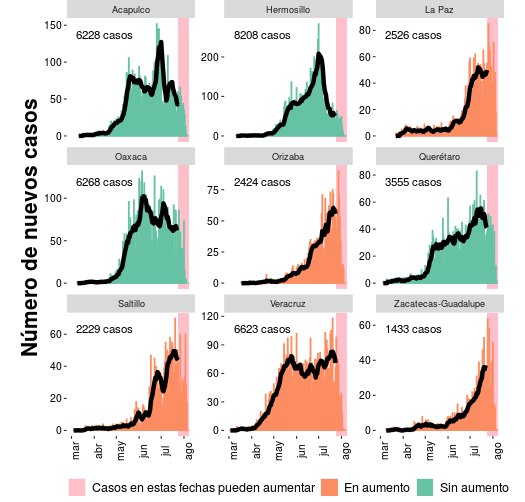 Acapulco
Hermosillo
La Paz
6228 casos
8208 casos
2526 casos
150
100
50
0
200
100
0
80
60
40
20
0
Oaxaca
Orizaba
Querétaro
6268 casos
2424 casos
3555 casos
100
50
0
75
50
25
0
80
60
40
20
0
Saltillo
Veracruz
Zacatecas-Guadalupe
2229 casos
6623 casos
1433 casos
60
40
20
0
120
90
60
30
0
60
40
20
0
mar abr may jun jul ago
mar abr may jun jul ago
mar abr may jun jul ago
Número de nuevos casos
Casos en estas fechas pueden aumentar
En aumento
Sin aumento